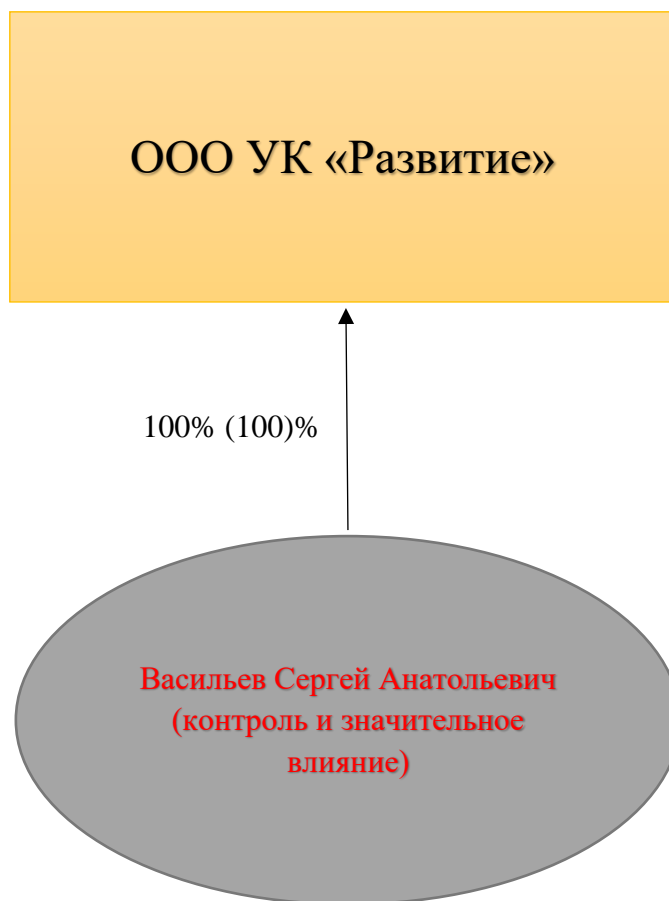 ООО УК «Развитие»
100% (100)%
Васильев Сергей Анатольевич
(контроль и значительное
влияние)